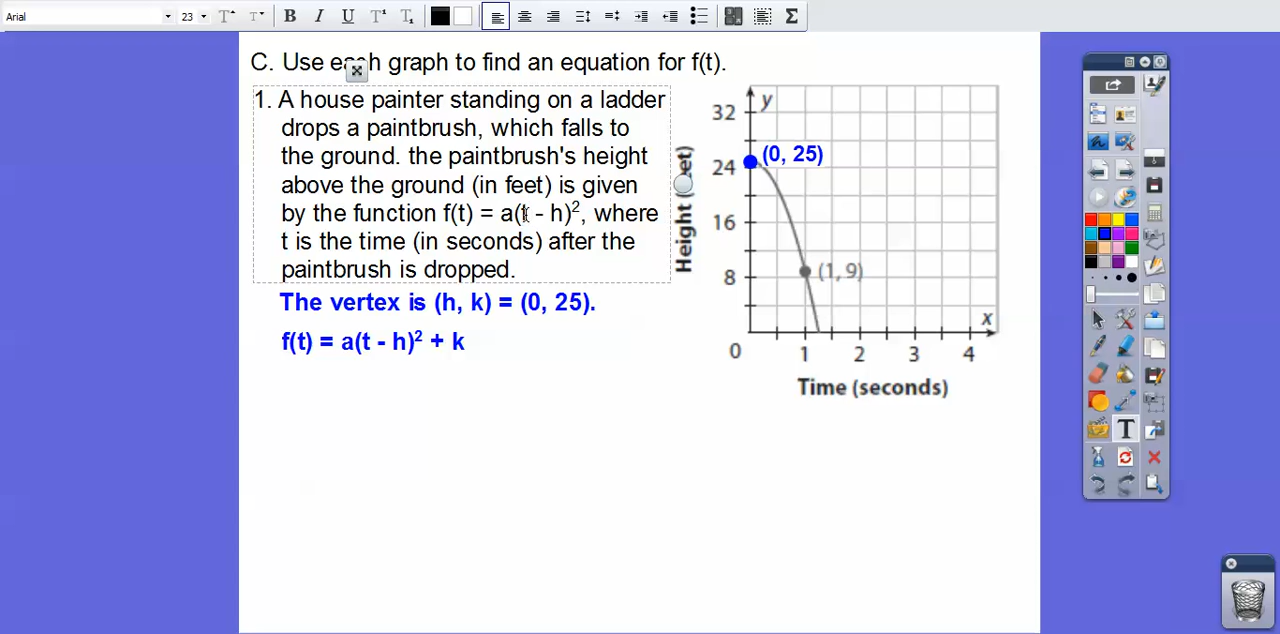 Arial
23
B I U
C. Use each graph to find an equation for f(t).
1. A house painter standing on a ladder
drops a paintbrush, which falls to
the ground. the paintbrush's height
above the ground (in feet) is given
by the function f(t) = a(t - h)², where
t is the time (in seconds) after the
paintbrush is dropped.
The vertex is (h, k) = (0, 25).
f(t) = a(t - h)² + k
y
32
24
16
8
0
1 2 3 4
x
(0, 25)
(1, 9)
Height (feet)
Time (seconds)